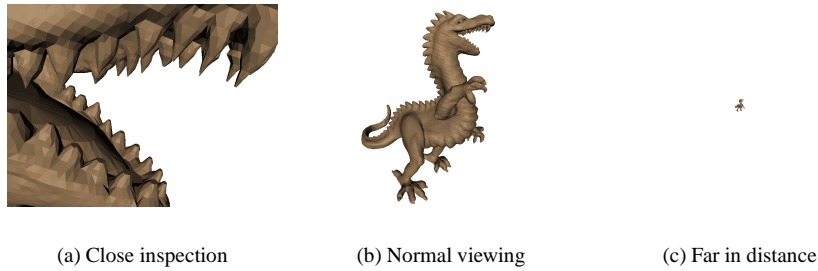 (a) Close inspection
(b) Normal viewing
(c) Far in distance